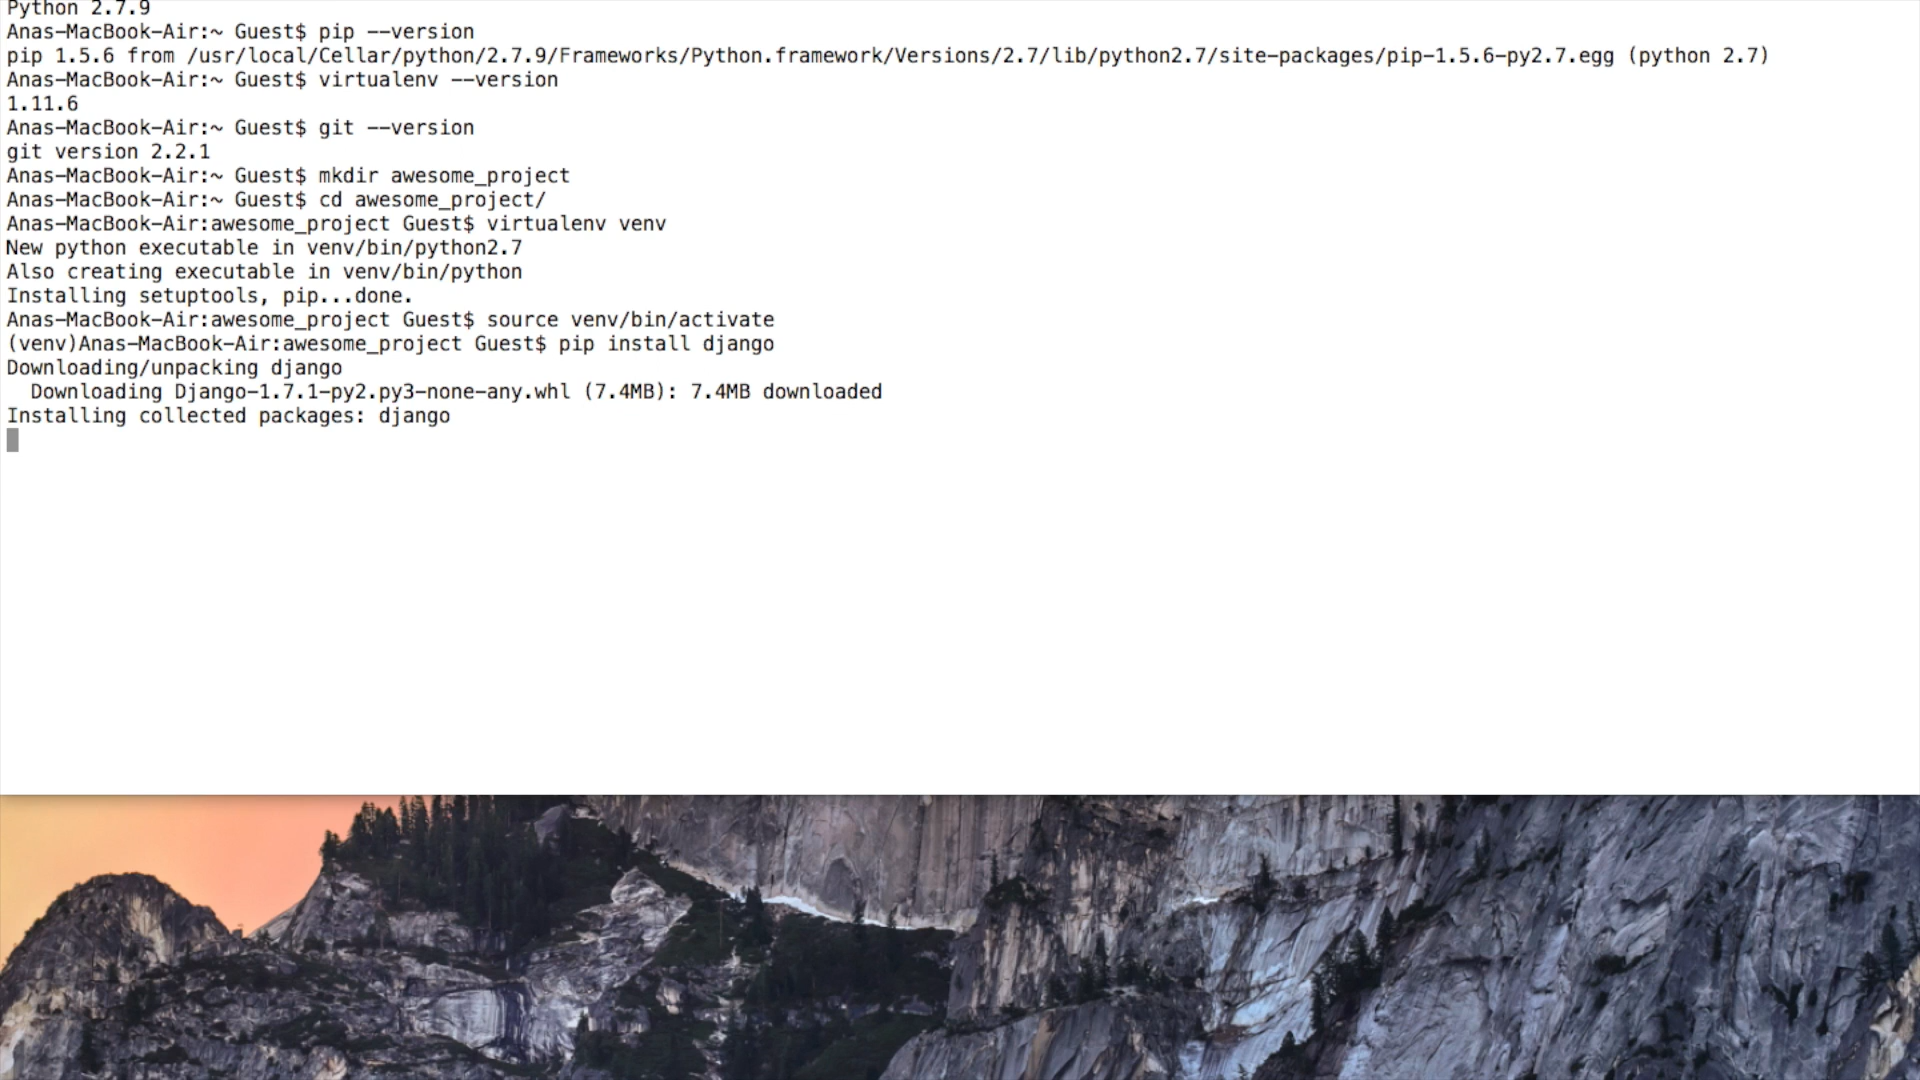 Python 2.7.9
Anas-MacBook-Air:~ Guest$ pip --version
pip 1.5.6 from /usr/local/Cellar/python/2.7.9/Frameworks/Python.framework/Versions/2.7/lib/python2.7/site-packages/pip-1.5.6-py2.7.egg (python 2.7)
Anas-MacBook-Air:~ Guest$ virtualenv --version
1.11.6
Anas-MacBook-Air:~ Guest$ git --version
git version 2.2.1
Anas-MacBook-Air:~ Guest$ mkdir awesome_project
Anas-MacBook-Air:~ Guest$ cd awesome_project/
Anas-MacBook-Air:awesome_project Guest$ virtualenv venv
New python executable in venv/bin/python2.7
Also creating executable in venv/bin/python
Installing setuptools, pip...done.
Anas-MacBook-Air:awesome_project Guest$ source venv/bin/activate
(venv)Anas-MacBook-Air:awesome_project Guest$ pip install django
Downloading/unpacking django
  Downloading Django-1.7.1-py2.py3-none-any.whl (7.4MB): 7.4MB downloaded
Installing collected packages: django